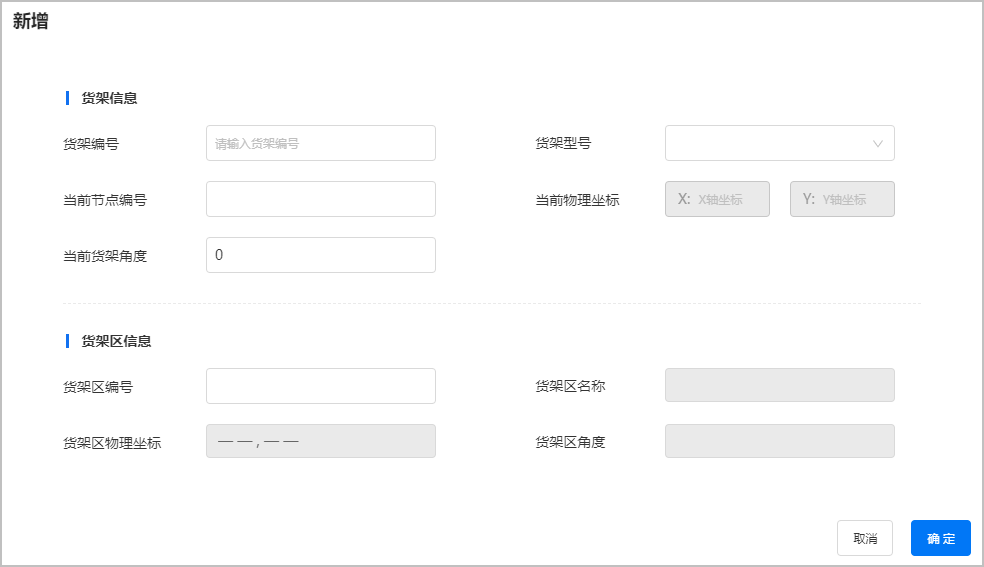 新增
货架信息
货架编号 请输入货架编号 货架型号
当前节点编号 当前物理坐标 X: X轴坐标 Y: Y轴坐标
当前货架角度 0
货架区信息
货架区编号 货架区名称
货架区物理坐标 — — , — — 货架区角度
取消 确 定